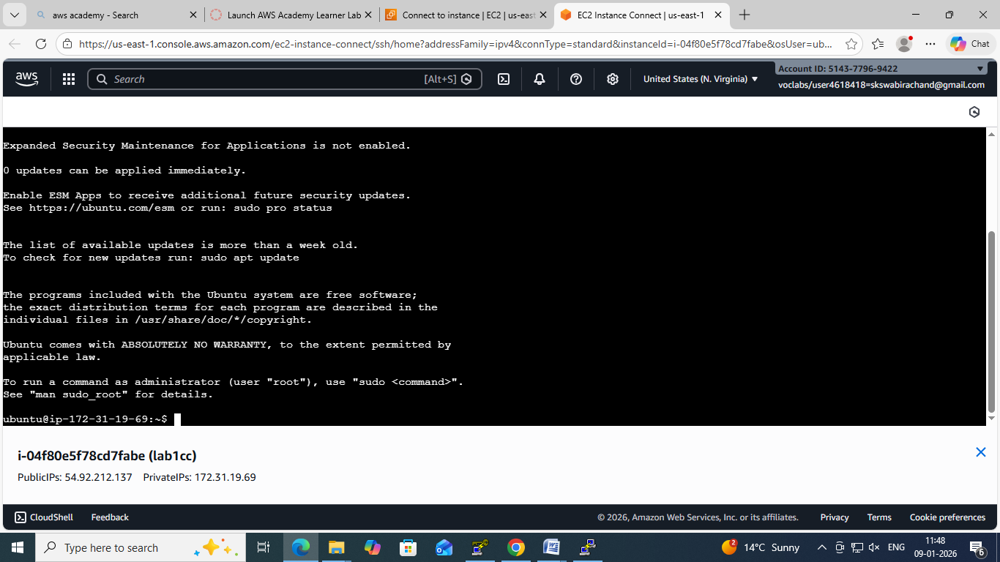 aws academy - Search
Launch AWS Academy Learner Lab
Connect to instance | EC2 | us-east
EC2 Instance Connect | us-east-1
https://us-east-1.console.aws.amazon.com/ec2-instance-connect/ssh/home?addressFamily=ipv4&connType=standard&instanceId=i-04f80e5f78cd7fabe&osUser=ub...
Chat
aws
Search
[Alt+S]
United States (N. Virginia)
Account ID: 5143-7796-9422
voclabs/user4618418=skswabirachand@gmail.com
Expanded Security Maintenance for Applications is not enabled.
0 updates can be applied immediately.
Enable ESM Apps to receive additional future security updates.
See https://ubuntu.com/esm or run: sudo pro status
The list of available updates is more than a week old.
To check for new updates run: sudo apt update
The programs included with the Ubuntu system are free software;
the exact distribution terms for each program are described in the
individual files in /usr/share/doc/*/copyright.
Ubuntu comes with ABSOLUTELY NO WARRANTY, to the extent permitted by
applicable law.
To run a command as administrator (user "root"), use "sudo <command>".
See "man sudo_root" for details.
ubuntu@ip-172-31-19-69:~$
i-04f80e5f78cd7fabe (lab1cc)
PublicIPs: 54.92.212.137 PrivateIPs: 172.31.19.69
CloudShell
Feedback
© 2026, Amazon Web Services, Inc. or its affiliates.
Privacy
Terms
Cookie preferences
Type here to search
2
14°C Sunny
ENG
11:48
09-01-2026
6